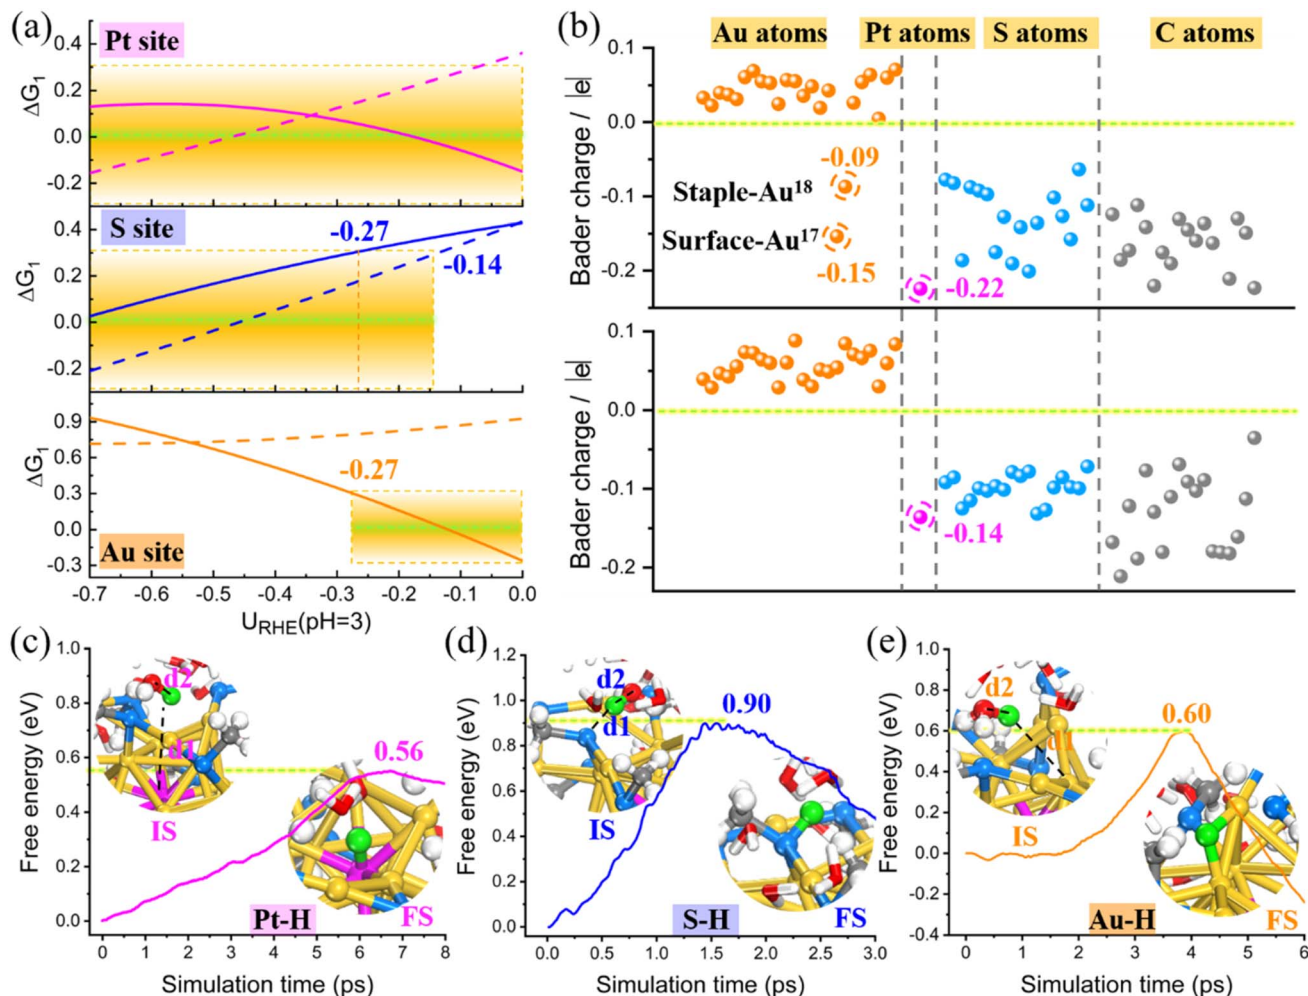 (a)
Pt site
ΔG1
0.4
0.2
0.0
-0.2
S site
ΔG1
0.4
0.2
0.0
-0.2
-0.27
-0.14
ΔG1
0.9
0.6
0.3
0.0
-0.3
-0.27
Au site
-0.7 -0.6 -0.5 -0.4 -0.3 -0.2 -0.1 0.0
URHE(pH=3)
(b)
Au atoms Pt atoms S atoms C atoms
Bader charge / |e|
0.1
0.0
-0.1
-0.2
-0.09
Staple-Au18
Surface-Au17
-0.15
-0.22
Bader charge / |e|
0.1
0.0
-0.1
-0.2
-0.14
(c)
Free energy (eV)
1.0
0.8
0.6
0.4
0.2
0.0
d2
d1
0.56
IS
FS
Pt-H
0 1 2 3 4 5 6 7 8
Simulation time (ps)
(d)
Free energy (eV)
1.2
1.0
0.8
0.6
0.4
0.2
0.0
d2
d1
0.90
IS
FS
S-H
0.0 0.5 1.0 1.5 2.0 2.5 3.0
Simulation time (ps)
(e)
Free energy (eV)
1.0
0.8
0.6
0.4
0.2
0.0
-0.2
-0.4
d2
d1
0.60
IS
FS
Au-H
0 1 2 3 4 5 6
Simulation time (ps)